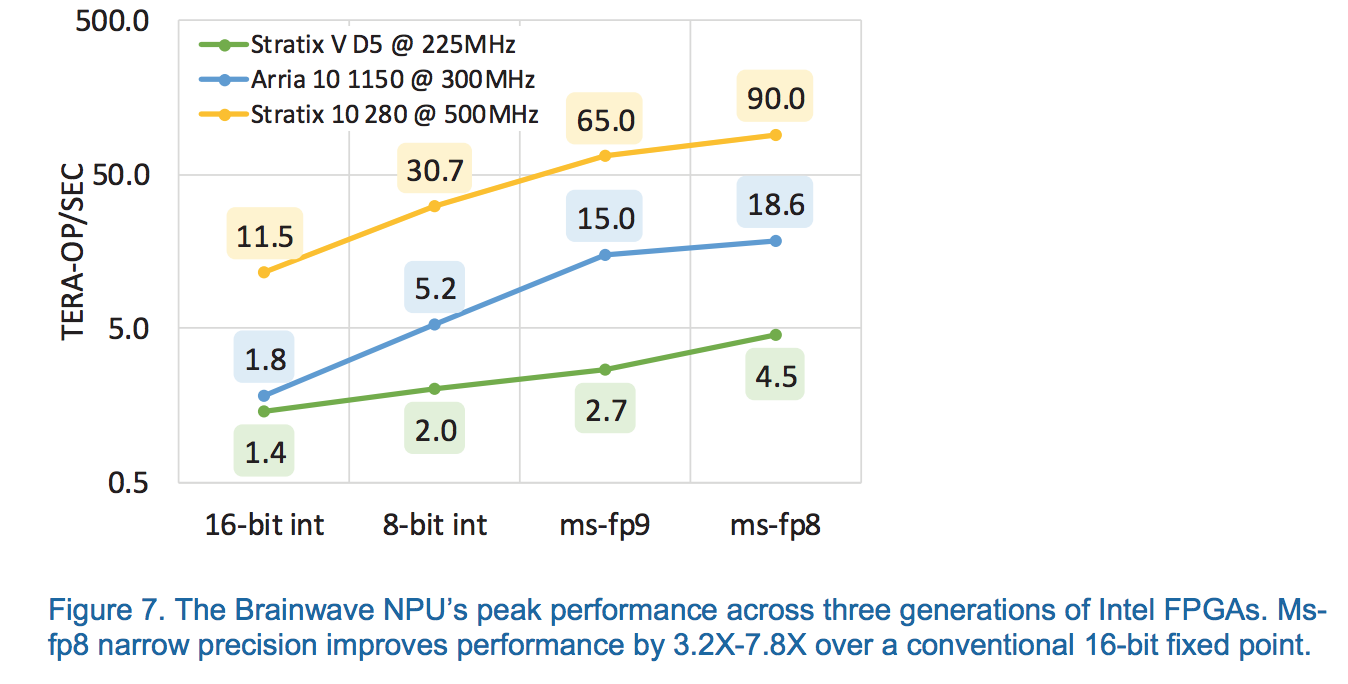 500.0
50.0
5.0
0.5
TERA-OP/SEC
Stratix V D5 @ 225MHz
Arria 10 1150 @ 300MHz
Stratix 10 280 @ 500MHz
11.5
30.7
65.0
90.0
1.8
5.2
15.0
18.6
1.4
2.0
2.7
4.5
16-bit int
8-bit int
ms-fp9
ms-fp8
Figure 7. The Brainwave NPU’s peak performance across three generations of Intel FPGAs. Ms-
fp8 narrow precision improves performance by 3.2X-7.8X over a conventional 16-bit fixed point.